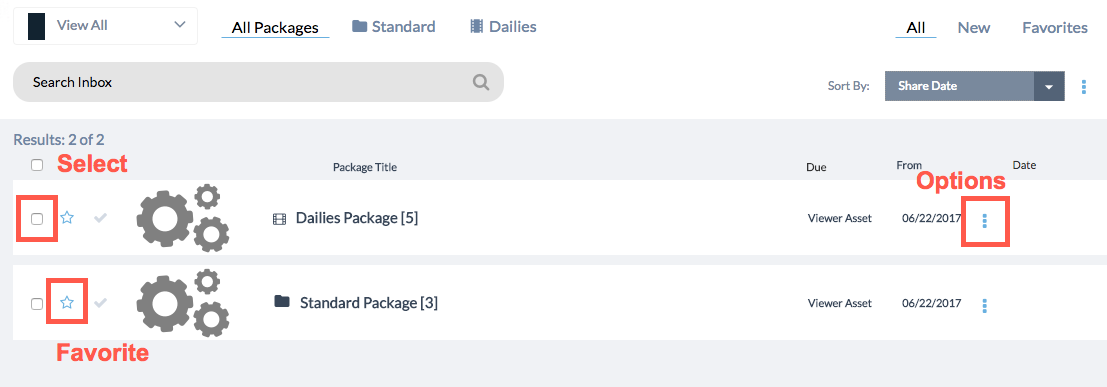 View All All Packages Standard Dailies All New Favorites
Search Inbox Sort By: Share Date
Results: 2 of 2
Select Package Title Due From Date
Options
Dailies Package [5] Viewer Asset 06/22/2017
Standard Package [3] Viewer Asset 06/22/2017
Favorite